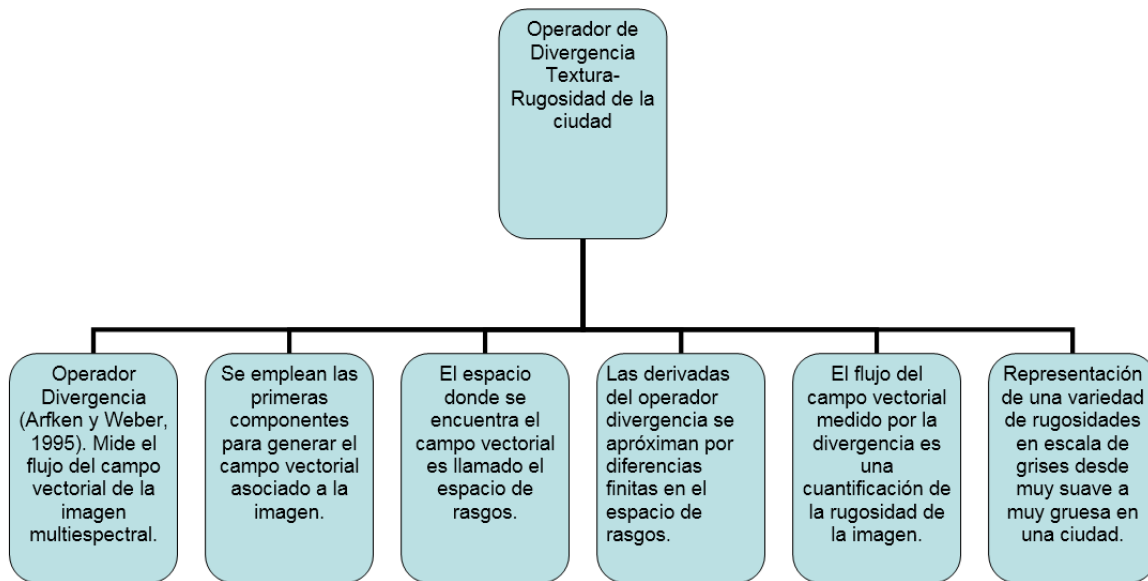 Operador de
Divergencia
Textura-
Rugosidad de la
ciudad
Operador
Divergencia
(Arfken y Weber,
1995). Mide el
flujo del campo
vectorial de la
imagen
multiespectral.
Se emplean las
primeras
componentes
para generar el
campo vectorial
asociado a la
imagen.
El espacio
donde se
encuentra el
campo vectorial
es llamado el
espacio de
rasgos.
Las derivadas
del operador
divergencia se
apróximan por
diferencias
finitas en el
espacio de
rasgos.
El flujo del
campo vectorial
medido por la
divergencia es
una
cuantificación de
la rugosidad de
la imagen.
Representación
de una variedad
de rugosidades
en escala de
grises desde
muy suave a
muy gruesa en
una ciudad.